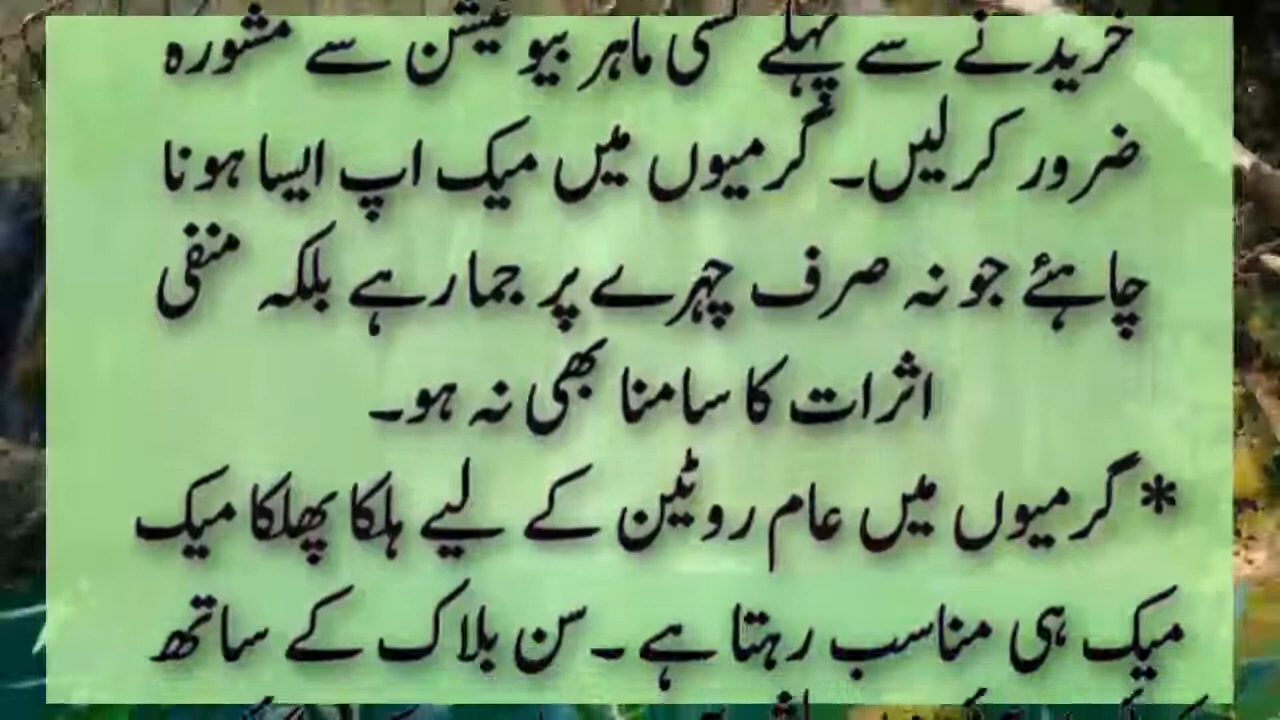 خریدنے سے پہلے کسی ماہر بیوٹیشن سے مشورہ
ضرور کرلیں۔ گرمیوں میں میک اپ ایسا ہونا
چاہئے جو نہ صرف چہرے پر جما رہے بلکہ منفی
اثرات کا سامنا بھی نہ ہو۔
* گرمیوں میں عام روٹین کے لیے ہلکا پھلکا میک
میک ہی مناسب رہتا ہے۔ سن بلاک کے ساتھ